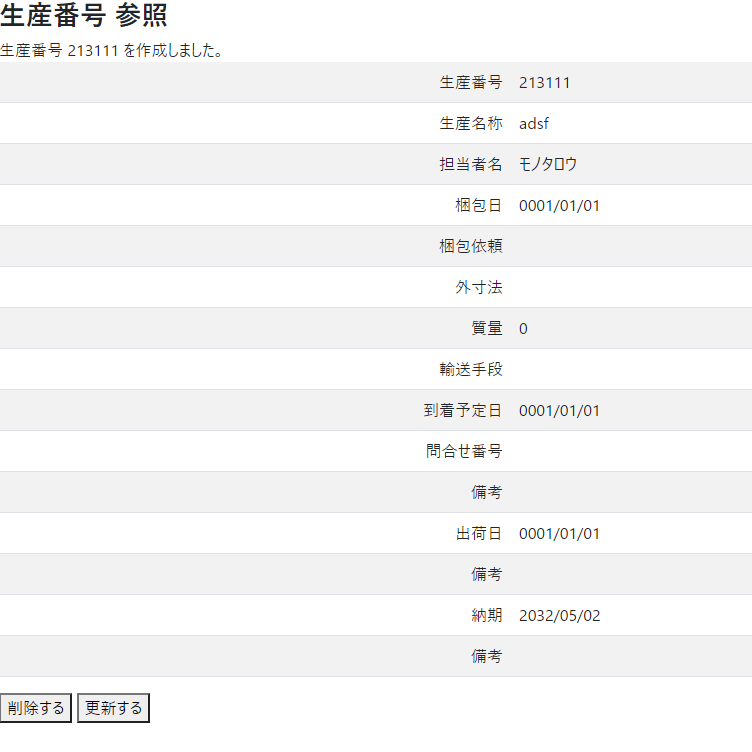 生産番号 参照
生産番号 213111 を作成しました。
生産番号 213111
生産名称 adsf
担当者名 モノタロウ
梱包日 0001/01/01
梱包依頼
外寸法
質量 0
輸送手段
到着予定日 0001/01/01
問合せ番号
備考
出荷日 0001/01/01
備考
納期 2032/05/02
備考
削除する 更新する